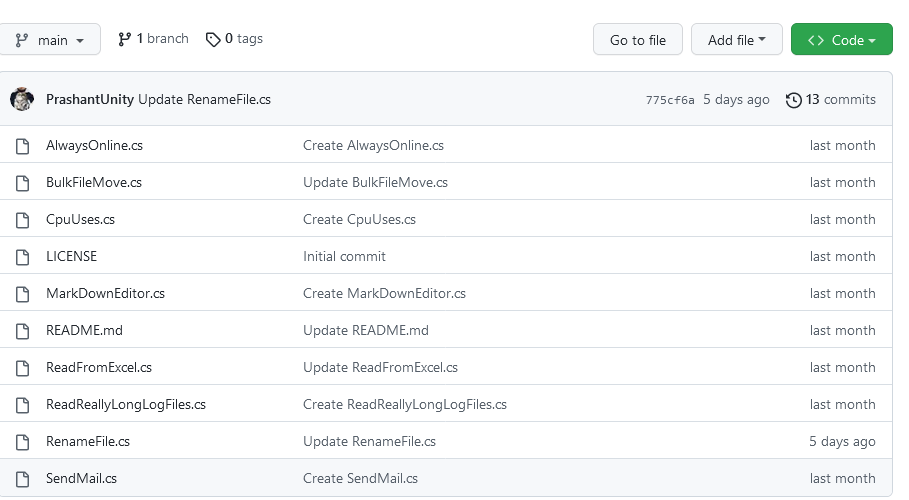 main 1 branch 0 tags Go to file Add file Code
PrashantUnity Update RenameFile.cs 775cf6a 5 days ago 13 commits
AlwaysOnline.cs Create AlwaysOnline.cs last month
BulkFileMove.cs Update BulkFileMove.cs last month
CpuUses.cs Create CpuUses.cs last month
LICENSE Initial commit last month
MarkDownEditor.cs Create MarkDownEditor.cs last month
README.md Update README.md last month
ReadFromExcel.cs Update ReadFromExcel.cs last month
ReadReallyLongLogFiles.cs Create ReadReallyLongLogFiles.cs last month
RenameFile.cs Update RenameFile.cs 5 days ago
SendMail.cs Create SendMail.cs last month